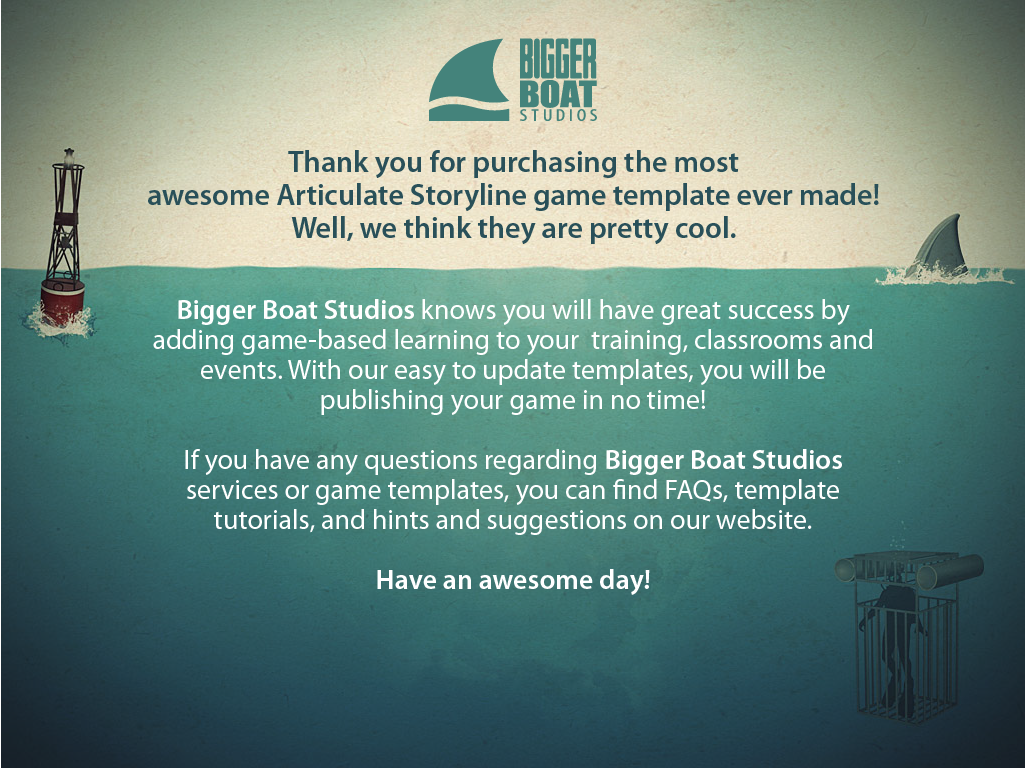 BIGGER
BOAT
STUDIOS
Thank you for purchasing the most
awesome Articulate Storyline game template ever made!
Well, we think they are pretty cool.
Bigger Boat Studios knows you will have great success by
adding game-based learning to your  training, classrooms and
events. With our easy to update templates, you will be
publishing your game in no time!
If you have any questions regarding Bigger Boat Studios
services or game templates, you can find FAQs, template
tutorials, and hints and suggestions on our website.
Have an awesome day!